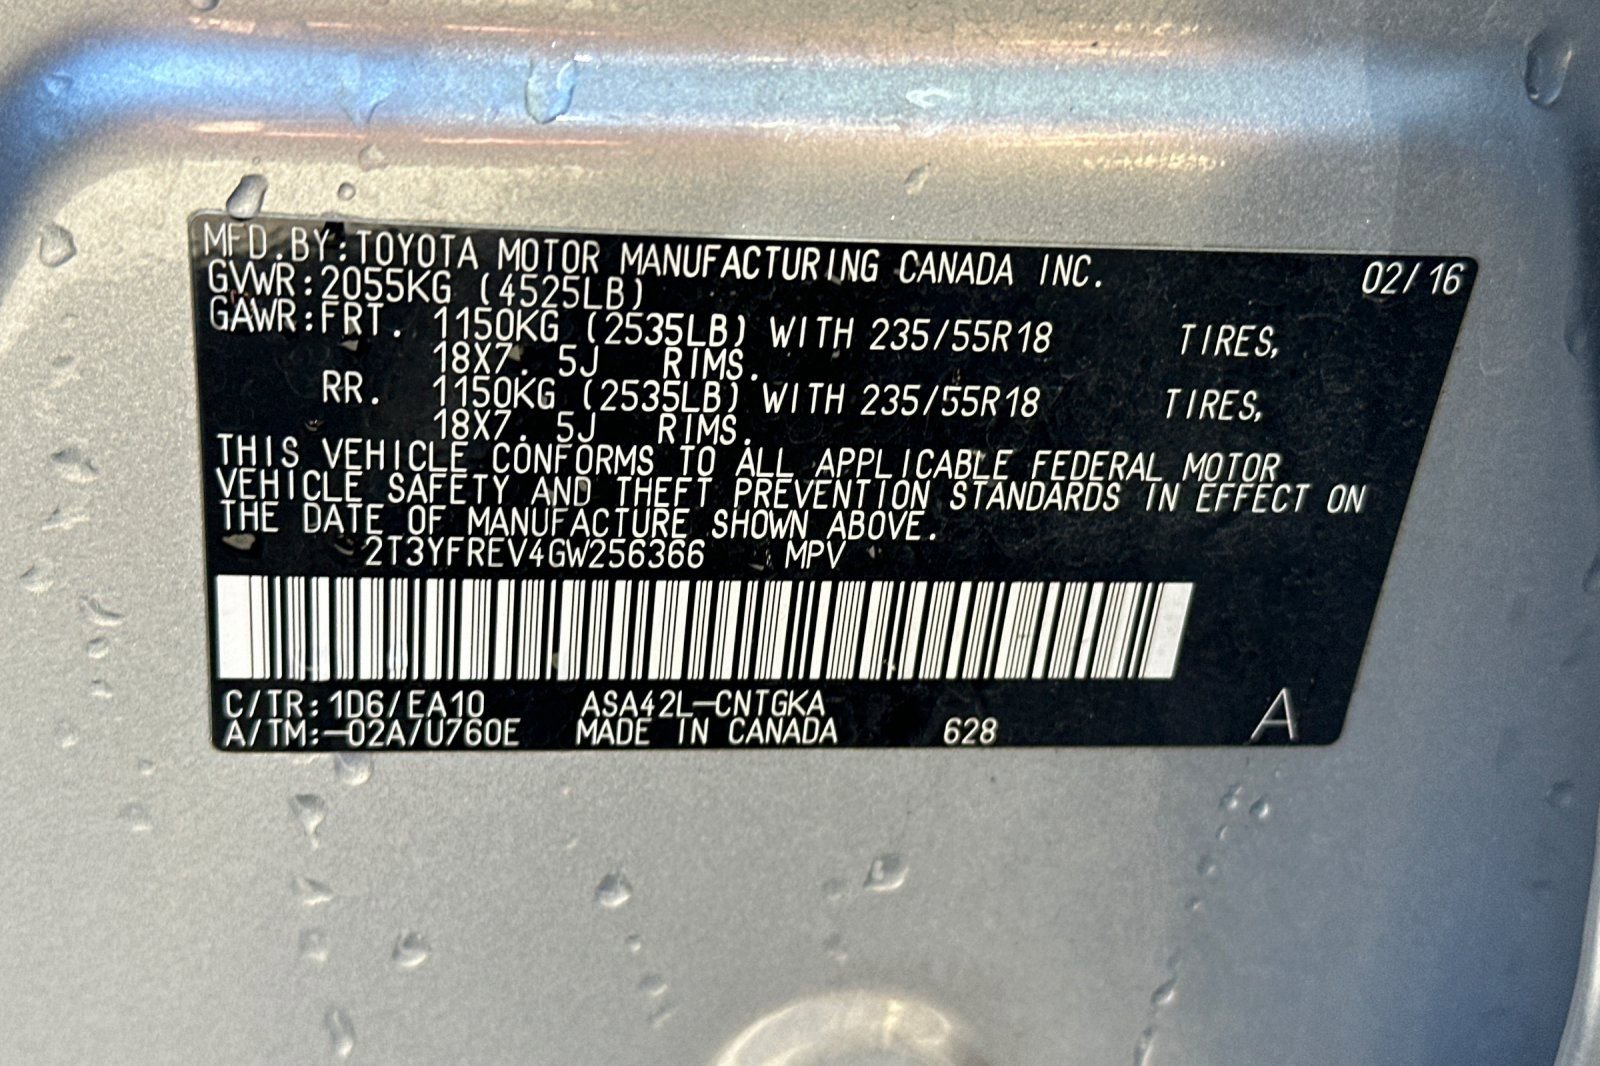 MFD.BY:TOYOTA MOTOR MANUFACTURING CANADA INC. 02/16
GVWR:2055KG (4525LB)
GAWR:FRT. 1150KG (2535LB) WITH 235/55R18 TIRES,
18X7.5J RIMS.
RR. 1150KG (2535LB) WITH 235/55R18 TIRES,
18X7.5J RIMS.
THIS VEHICLE CONFORMS TO ALL APPLICABLE FEDERAL MOTOR
VEHICLE SAFETY AND THEFT PREVENTION STANDARDS IN EFFECT ON
THE DATE OF MANUFACTURE SHOWN ABOVE.
2T3YFREV4GW256366 MPV
C/TR:1D6/EA10 ASA42L-CNTGKA
A/TM:-02A/U760E MADE IN CANADA 628 A